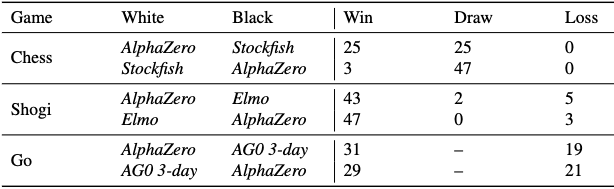 Game White Black Win Draw Loss
Chess AlphaZero Stockfish 25 25 0
Stockfish AlphaZero 3 47 0
Shogi AlphaZero Elmo 43 2 5
Elmo AlphaZero 47 0 3
Go AlphaZero AG0 3-day 31 – 19
AG0 3-day AlphaZero 29 – 21